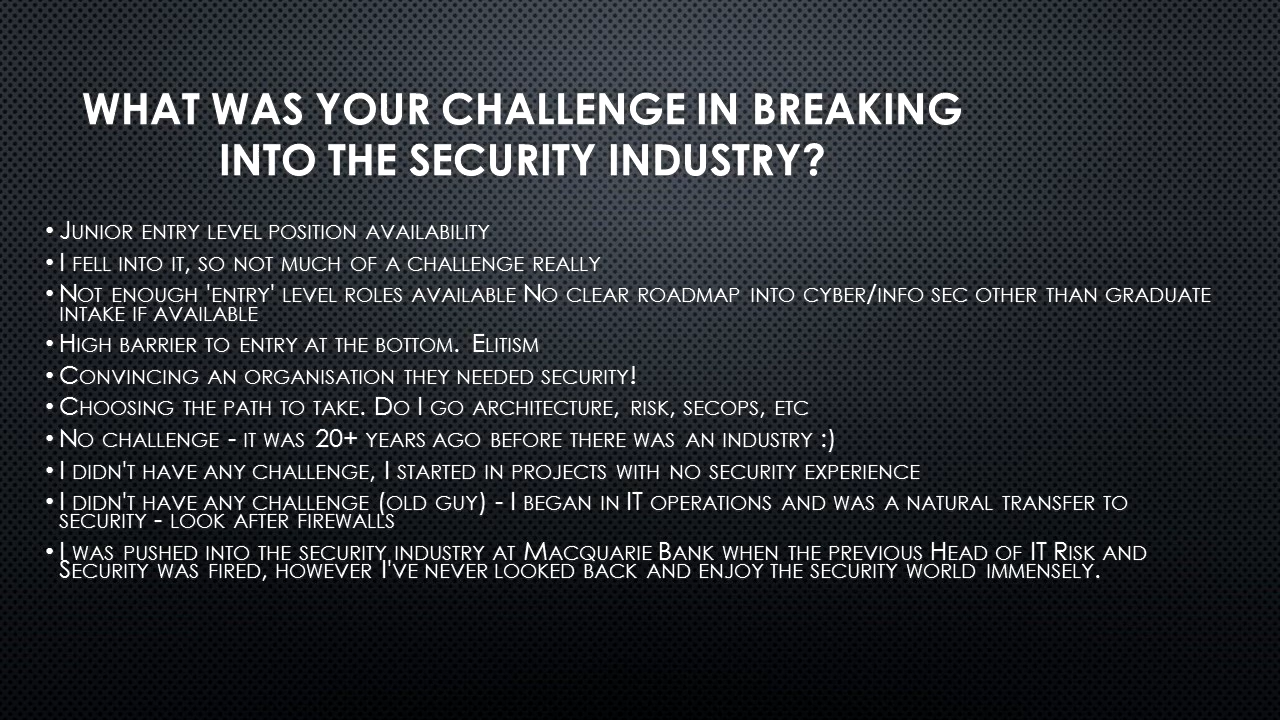 WHAT WAS YOUR CHALLENGE IN BREAKING
INTO THE SECURITY INDUSTRY?
• JUNIOR ENTRY LEVEL POSITION AVAILABILITY
• I FELL INTO IT, SO NOT MUCH OF A CHALLENGE REALLY
• NOT ENOUGH 'ENTRY' LEVEL ROLES AVAILABLE NO CLEAR ROADMAP INTO CYBER/INFO SEC OTHER THAN GRADUATE
INTAKE IF AVAILABLE
• HIGH BARRIER TO ENTRY AT THE BOTTOM. ELITISM
• CONVINCING AN ORGANISATION THEY NEEDED SECURITY!
• CHOOSING THE PATH TO TAKE. DO I GO ARCHITECTURE, RISK, SECOPS, ETC
• NO CHALLENGE - IT WAS 20+ YEARS AGO BEFORE THERE WAS AN INDUSTRY :)
• I DIDN'T HAVE ANY CHALLENGE, I STARTED IN PROJECTS WITH NO SECURITY EXPERIENCE
• I DIDN'T HAVE ANY CHALLENGE (OLD GUY) - I BEGAN IN IT OPERATIONS AND WAS A NATURAL TRANSFER TO
SECURITY - LOOK AFTER FIREWALLS
• I WAS PUSHED INTO THE SECURITY INDUSTRY AT MACQUARIE BANK WHEN THE PREVIOUS HEAD OF IT RISK AND
SECURITY WAS FIRED, HOWEVER I'VE NEVER LOOKED BACK AND ENJOY THE SECURITY WORLD IMMENSELY.